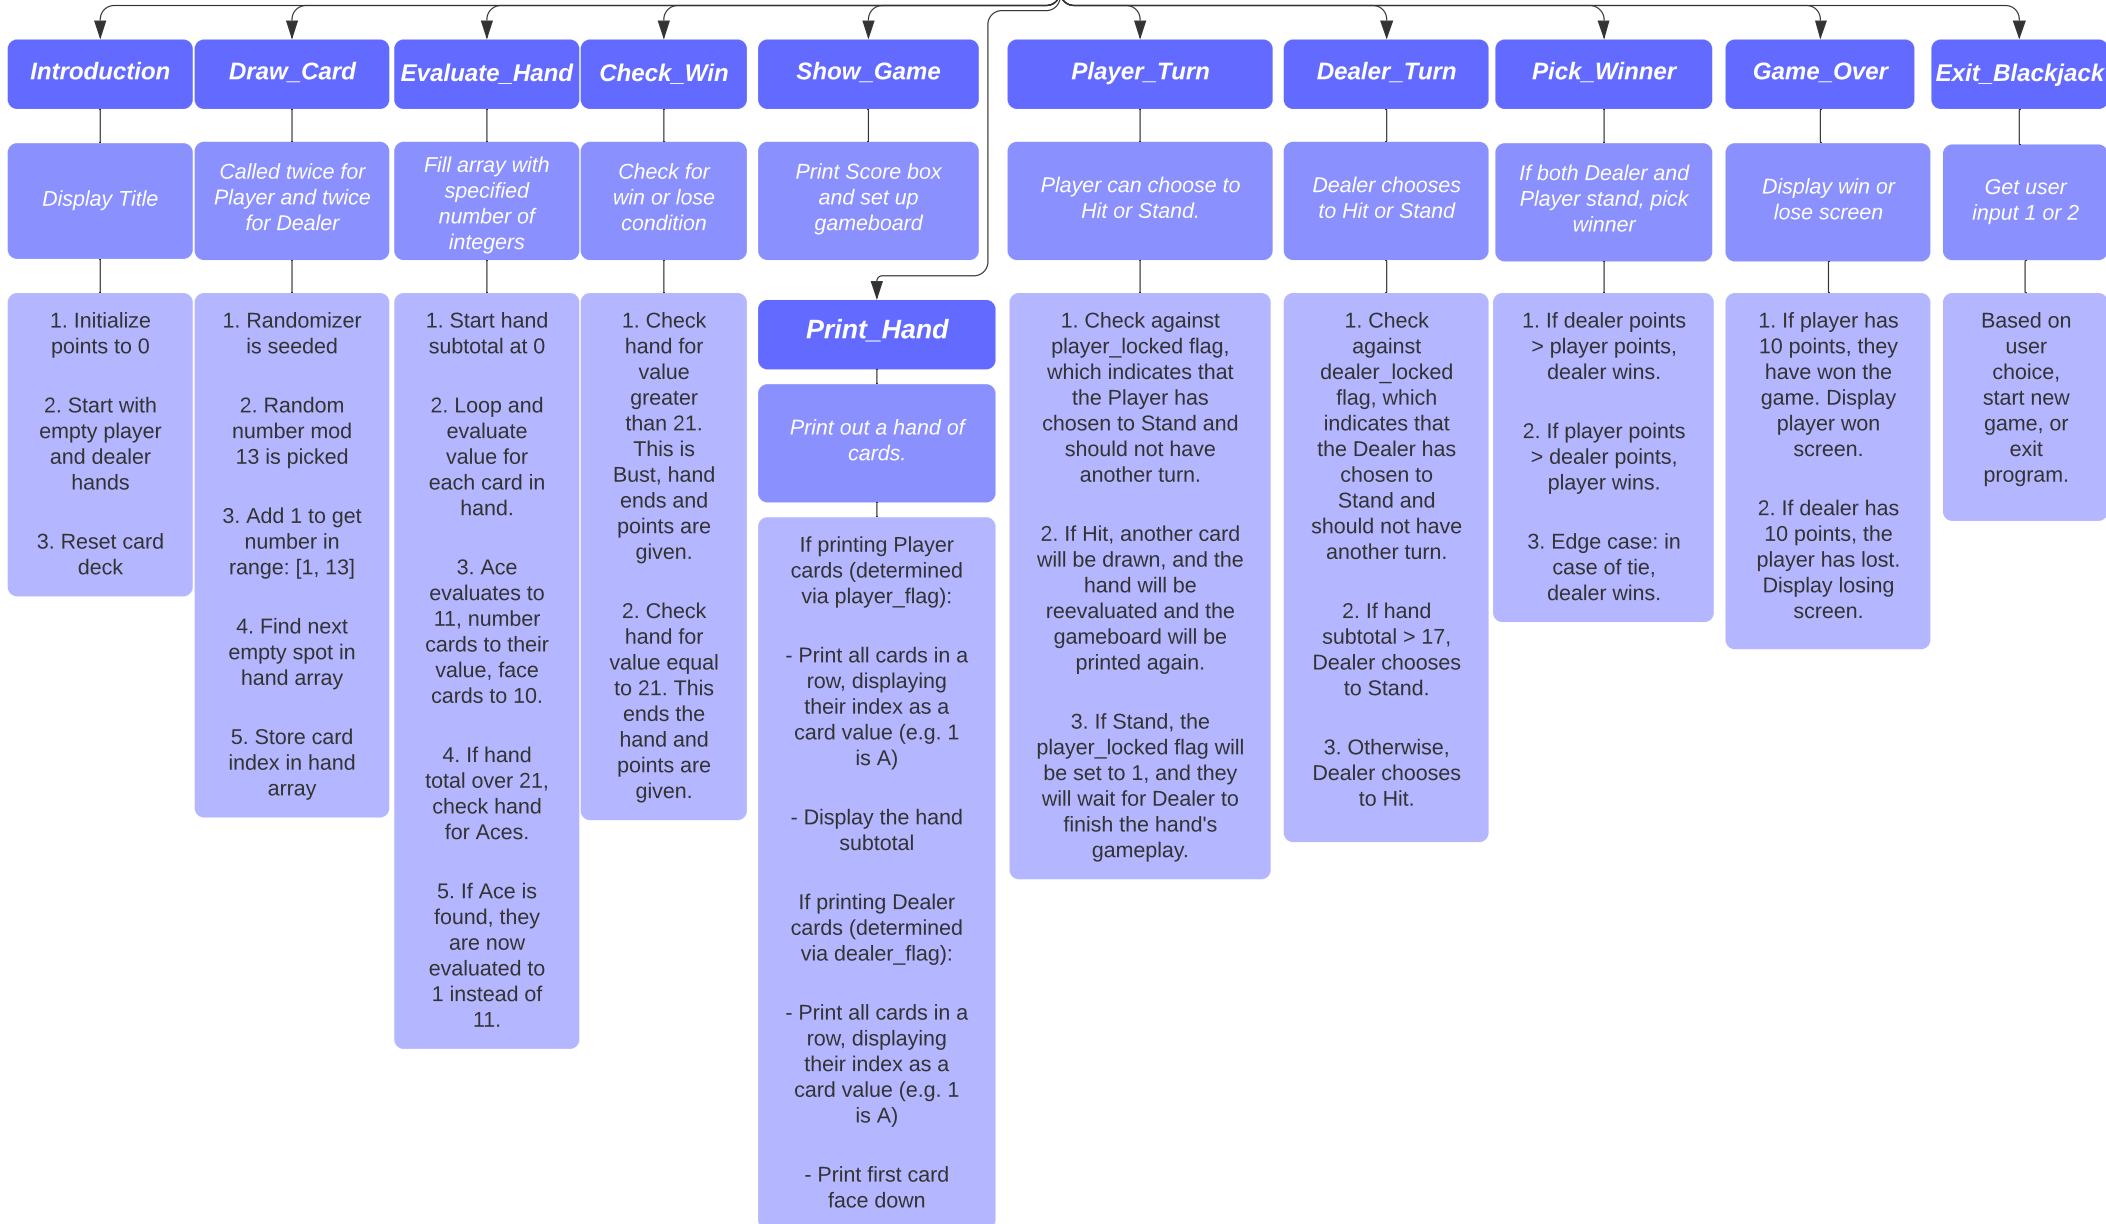 Introduction
Display Title
1. Initialize
points to 0
2. Start with
empty player
and dealer
hands
3. Reset card
deck
Draw_Card
Called twice for
Player and twice
for Dealer
1. Randomizer
is seeded
2. Random
number mod
13 is picked
3. Add 1 to get
number in
range: [1, 13]
4. Find next
empty spot in
hand array
5. Store card
index in hand
array
Evaluate_Hand
Fill array with
specified
number of
integers
1. Start hand
subtotal at 0
2. Loop and
evaluate
value for
each card in
hand.
3. Ace
evaluates to
11, number
cards to their
value, face
cards to 10.
4. If hand
total over 21,
check hand
for Aces.
5. If Ace is
found, they
are now
evaluated to
1 instead of
11.
Check_Win
Check for
win or lose
condition
1. Check
hand for
value
greater
than 21.
This is
Bust, hand
ends and
points are
given.
2. Check
hand for
value equal
to 21. This
ends the
hand and
points are
given.
Show_Game
Print Score box
and set up
gameboard
Print_Hand
Print out a hand of
cards.
If printing Player
cards (determined
via player_flag):
- Print all cards in a
row, displaying
their index as a
card value (e.g. 1
is A)
- Display the hand
subtotal
If printing Dealer
cards (determined
via dealer_flag):
- Print all cards in a
row, displaying
their index as a
card value (e.g. 1
is A)
- Print first card
face down
Player_Turn
Player can choose to
Hit or Stand.
1. Check against
player_locked flag,
which indicates that
the Player has
chosen to Stand and
should not have
another turn.
2. If Hit, another card
will be drawn, and the
hand will be
reevaluated and the
gameboard will be
printed again.
3. If Stand, the
player_locked flag will
be set to 1, and they
will wait for Dealer to
finish the hand's
gameplay.
Dealer_Turn
Dealer chooses
to Hit or Stand
1. Check
against
dealer_locked
flag, which
indicates that
the Dealer has
chosen to
Stand and
should not have
another turn.
2. If hand
subtotal > 17,
Dealer chooses
to Stand.
3. Otherwise,
Dealer chooses
to Hit.
Pick_Winner
If both Dealer and
Player stand, pick
winner
1. If dealer points
> player points,
dealer wins.
2. If player points
> dealer points,
player wins.
3. Edge case: in
case of tie,
dealer wins.
Game_Over
Display win or
lose screen
1. If player has
10 points, they
have won the
game. Display
player won
screen.
2. If dealer has
10 points, the
player has lost.
Display losing
screen.
Exit_Blackjack
Get user
input 1 or 2
Based on
user
choice,
start new
game, or
exit
program.